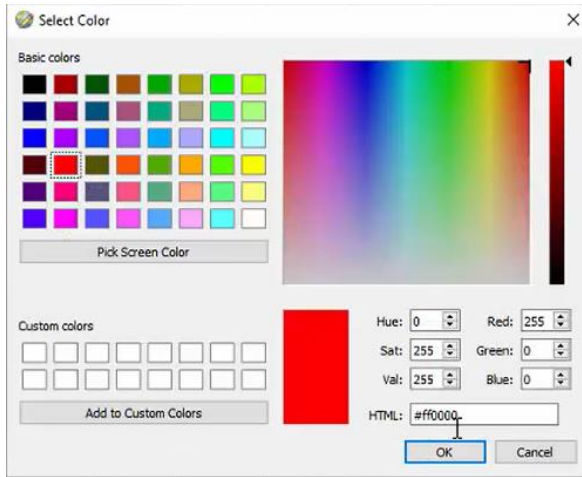 Select Color
Basic colors
Pick Screen Color
Custom colors
Add to Custom Colors
Hue: 0
Red: 255
Sat: 255
Green: 0
Val: 255
Blue: 0
HTML: #ff0000
OK
Cancel